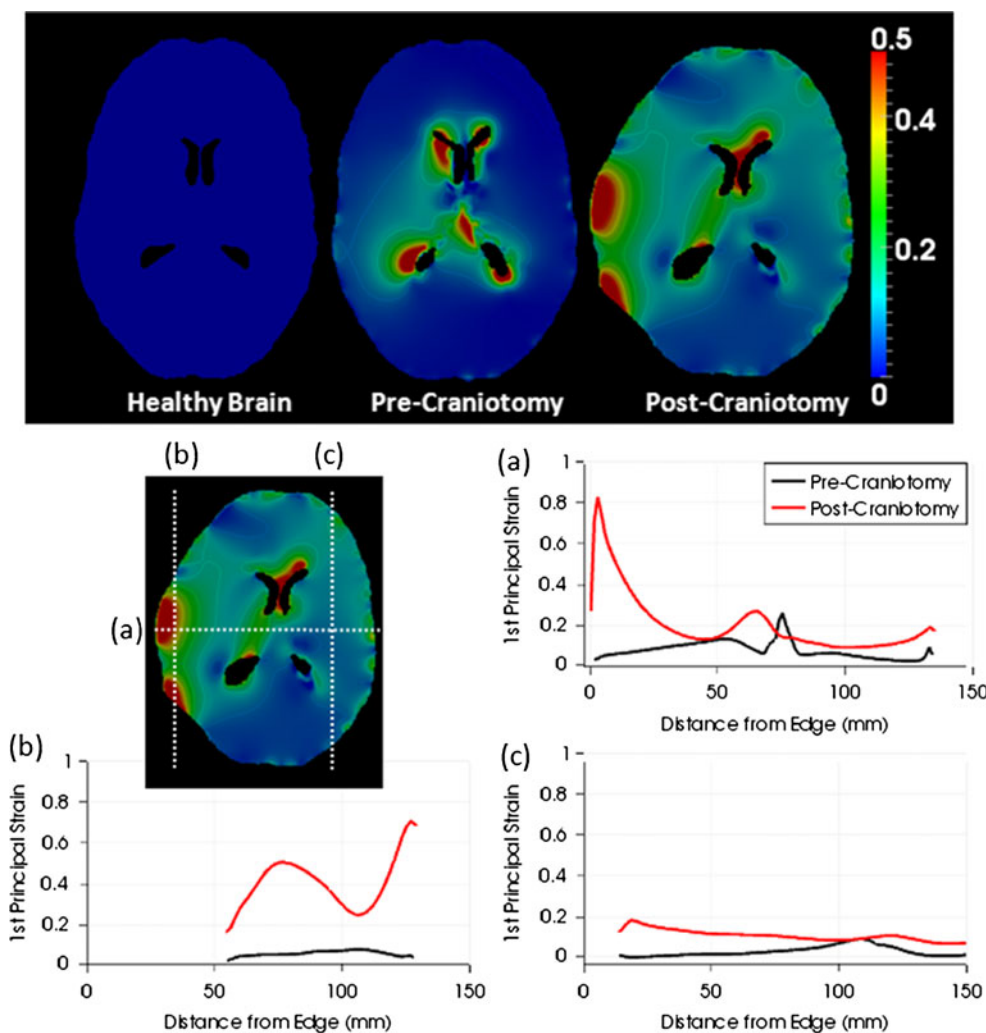 0.5
0.4
0.2
0
Healthy Brain
Pre-Craniotomy
Post-Craniotomy
(b)
(c)
(a)
(a)
1st Principal Strain
1
0.8
0.6
0.4
0.2
0
Pre-Craniotomy
Post-Craniotomy
0
50
100
150
Distance from Edge (mm)
(b)
1st Principal Strain
1
0.8
0.6
0.4
0.2
0
0
50
100
150
Distance from Edge (mm)
(c)
1st Principal Strain
1
0.8
0.6
0.4
0.2
0
0
50
100
150
Distance from Edge (mm)